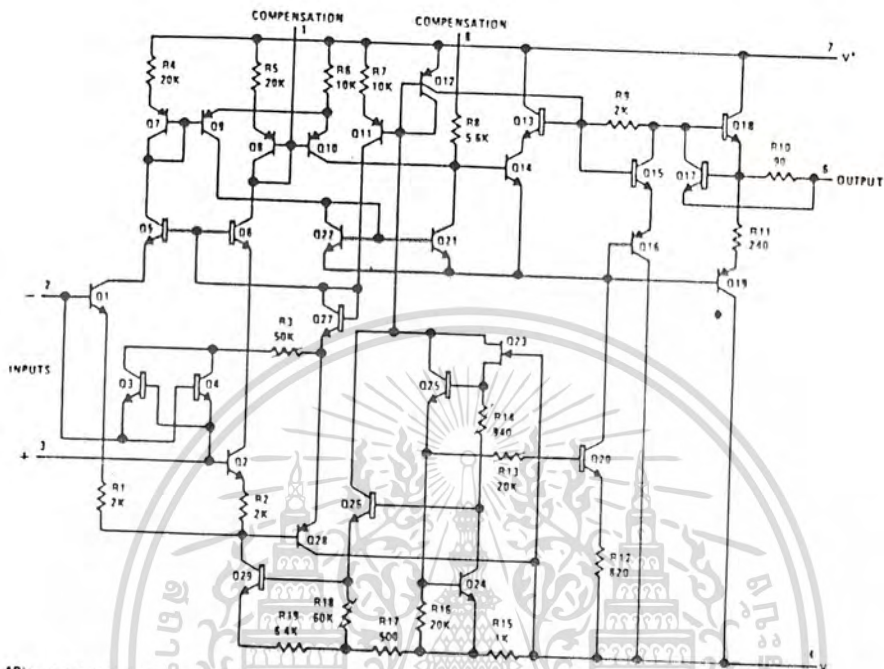 COMPENSATION
1
COMPENSATION
8
7
V+
R4
20K
R5
20K
R6
10K
R7
10K
Q12
R8
5.6K
Q13
R9
2K
Q18
Q7
Q9
Q8
Q10
Q11
Q14
Q15
Q17
R10
90
6
OUTPUT
Q5
Q6
Q22
Q21
Q16
R11
240
Q19
2
Q1
R3
50K
Q27
Q23
INPUTS
Q3
Q4
Q25
R14
840
R13
20K
Q20
3
+
Q2
R1
2K
R2
2K
Q26
Q28
R12
820
Q29
Q24
R18
60K
R19
6.4K
R17
500
R16
20K
R15
1K